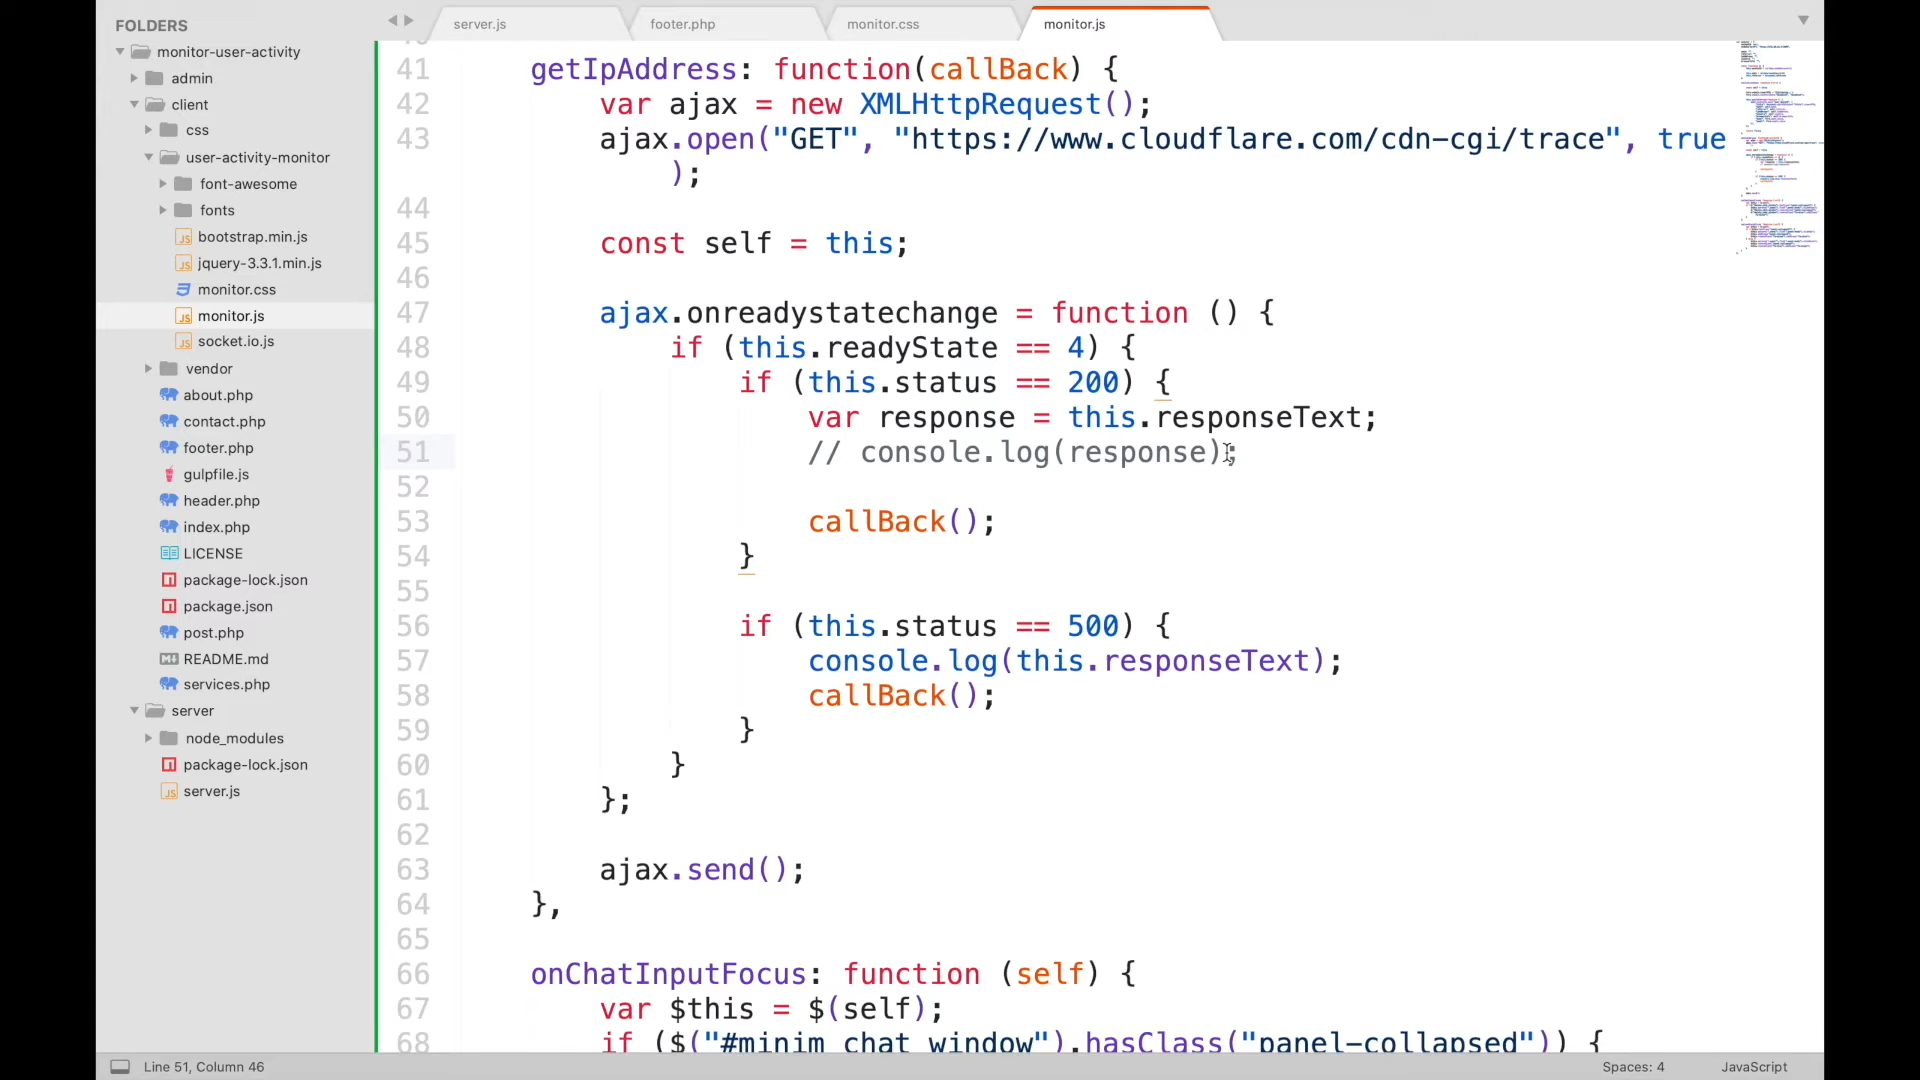 FOLDERS
monitor-user-activity
admin
client
css
user-activity-monitor
font-awesome
fonts
bootstrap.min.js
jquery-3.3.1.min.js
monitor.css
monitor.js
socket.io.js
vendor
about.php
contact.php
footer.php
gulpfile.js
header.php
index.php
LICENSE
package-lock.json
package.json
post.php
README.md
services.php
server
node_modules
package-lock.json
server.js
server.js
footer.php
monitor.css
monitor.js
41 getIpAddress: function(callBack) {
42 var ajax = new XMLHttpRequest();
43 ajax.open("GET", "https://www.cloudflare.com/cdn-cgi/trace", true
);
44
45 const self = this;
46
47 ajax.onreadystatechange = function () {
48 if (this.readyState == 4) {
49 if (this.status == 200) {
50 var response = this.responseText;
51 // console.log(response);
52
53 callBack();
54 }
55
56 if (this.status == 500) {
57 console.log(this.responseText);
58 callBack();
59 }
60 }
61 };
62
63 ajax.send();
64 },
65
66 onChatInputFocus: function (self) {
67 var $this = $(self);
68 if ($("#minim_chat_window").hasClass("panel-collapsed")) {
Line 51, Column 46
Spaces: 4
JavaScript